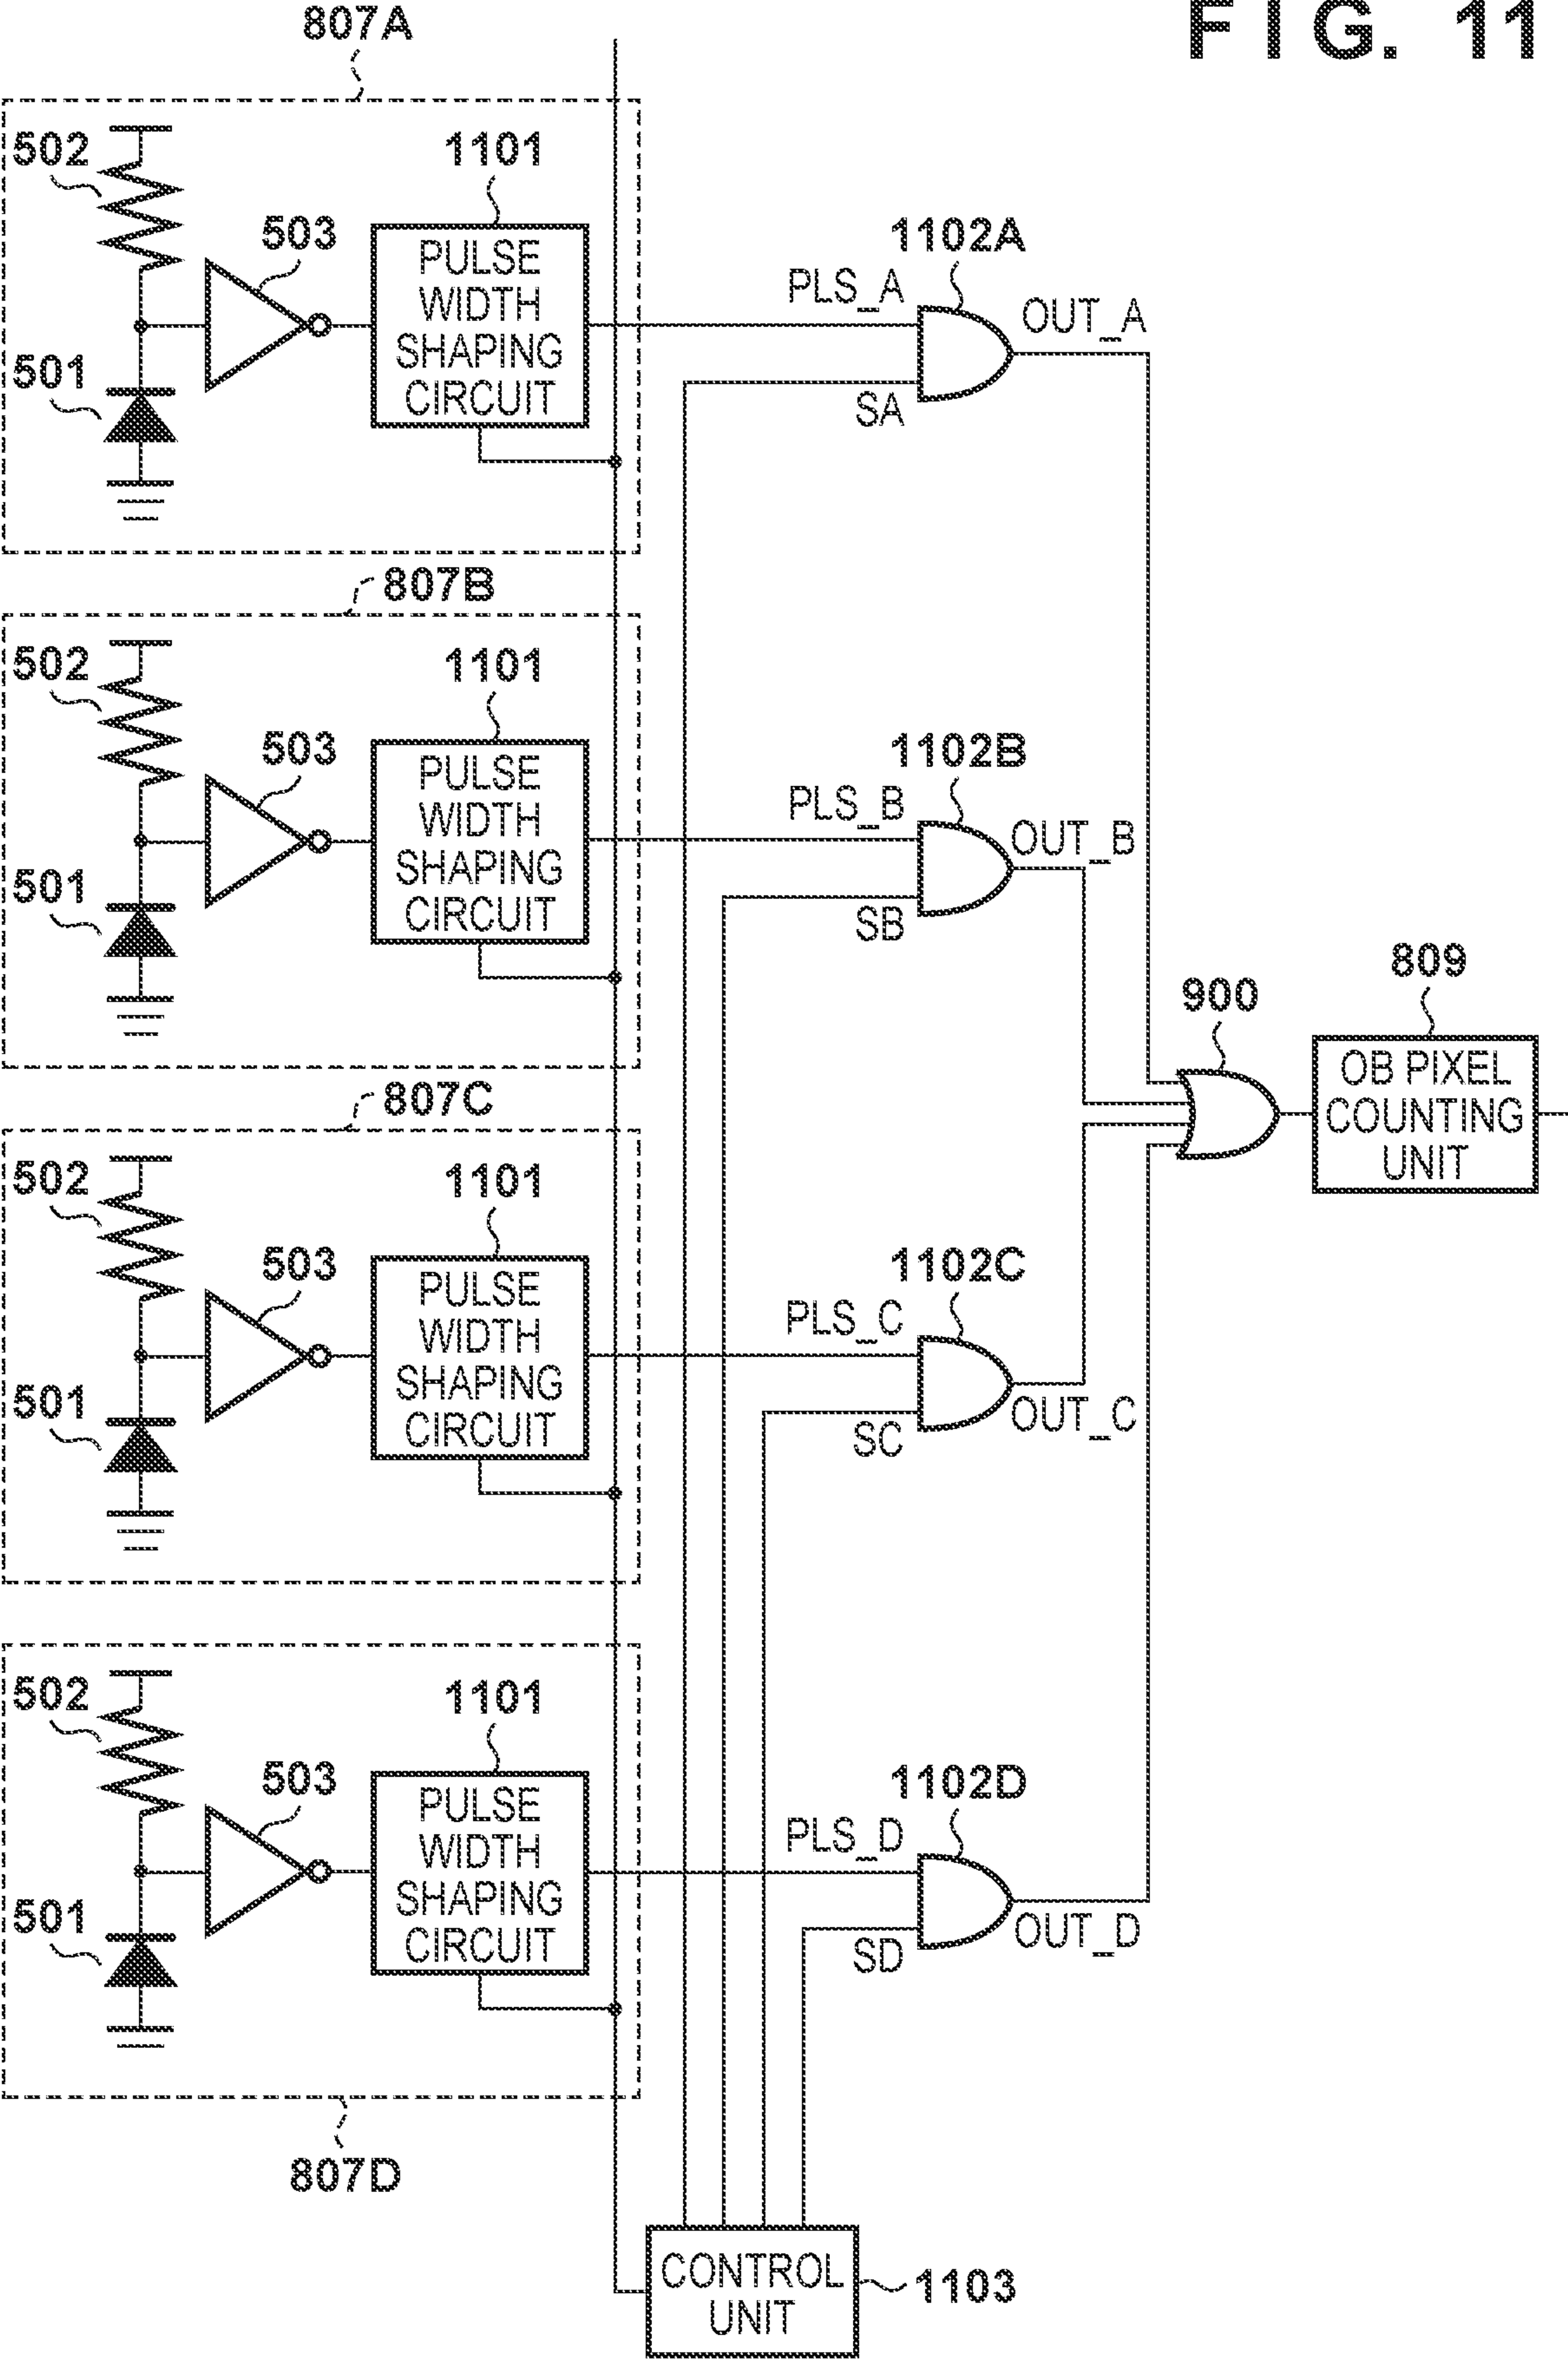 FIG. 11
807A
502
1101
503
PULSE
WIDTH
SHAPING
CIRCUIT
501
1102A
PLS_A
OUT_A
SA
807B
502
1101
503
PULSE
WIDTH
SHAPING
CIRCUIT
501
1102B
PLS_B
OUT_B
SB
809
900
OB PIXEL
COUNTING
UNIT
807C
502
1101
503
PULSE
WIDTH
SHAPING
CIRCUIT
501
1102C
PLS_C
OUT_C
SC
502
1101
503
PULSE
WIDTH
SHAPING
CIRCUIT
501
1102D
PLS_D
OUT_D
SD
807D
CONTROL
UNIT
1103